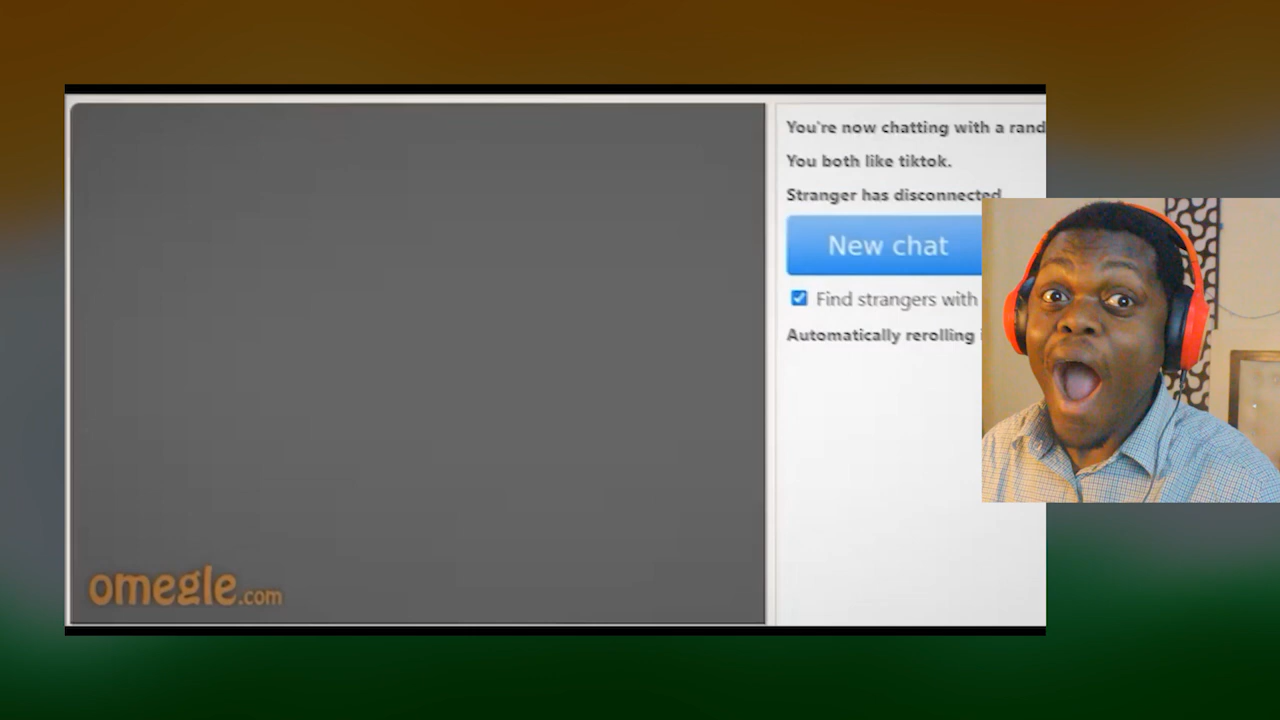 You're now chatting with a rand
You both like tiktok.
Stranger has disconnected
New chat
Find strangers with
Automatically rerolling
omegle.com